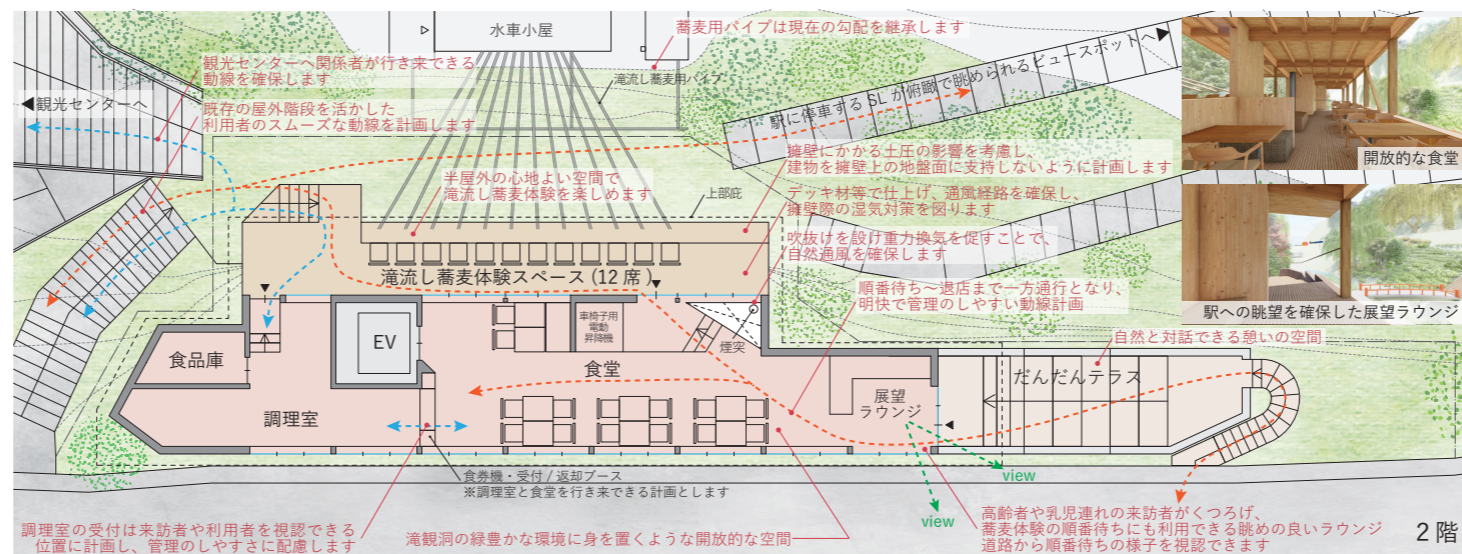 水車小屋
蕎麦用パイプは現在の勾配を継承します
観光センターへ関係者が行き来できる
動線を確保します
滝流し蕎麦用パイプ
駅に停車するSLが俯瞰で眺められるビュースポットへ▶
◀観光センターへ
既存の屋外階段を活かした
利用者のスムーズな動線を計画します
擁壁にかかる土圧の影響を考慮し、
建物を擁壁上の地盤面に支持しないように計画します
開放的な食堂
半屋外の心地よい空間で
滝流し蕎麦体験を楽しめます
上部庇
デッキ材等で仕上げ、通風経路を確保し、
擁壁際の湿気対策を図ります
吹抜けを設け重力換気を促すことで、
自然通風を確保します
滝流し蕎麦体験スペース(12席)
順番待ち〜退店まで一方通行となり、
明快で管理のしやすい動線計画
駅への眺望を確保した展望ラウンジ
車椅子用
電動
昇降機
EV
煙突
自然と対話できる憩いの空間
食品庫
食堂
だんだんテラス
展望
ラウンジ
調理室
食券機・受付/返却ブース
※調理室と食堂を行き来できる計画とします
view
view
調理室の受付は来訪者や利用者を視認できる
位置に計画し、管理のしやすさに配慮します
滝観洞の緑豊かな環境に身を置くような開放的な空間
高齢者や乳児連れの来訪者がくつろげ、
蕎麦体験の順番待ちにも利用できる眺めの良いラウンジ
道路から順番待ちの様子を視認できます
2階